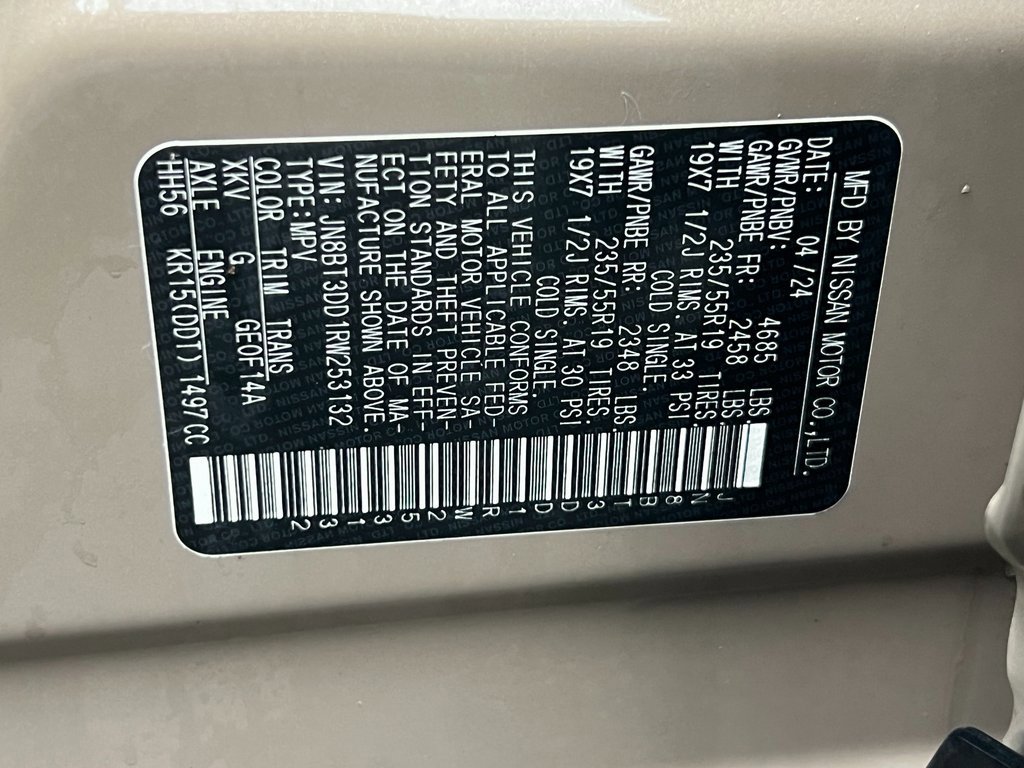 MFD BY NISSAN MOTOR CO.,LTD.
DATE: 04/24
GVWR/PNBV: 4685 LBS.
GAWR/PNBE FR: 2458 LBS.
WITH 235/55R19 TIRES.
19X7 1/2J RIMS. AT 33 PSI
COLD SINGLE
GAWR/PNBE RR: 2348 LBS
WITH 235/55R19 TIRES
19X7 1/2J RIMS. AT 30 PSI
COLD SINGLE.
THIS VEHICLE CONFORMS
TO ALL APPLICABLE FED-
ERAL MOTOR VEHICLE SA-
FETY AND THEFT PREVEN-
TION STANDARDS IN EFF-
ECT ON THE DATE OF MA-
NUFACTURE SHOWN ABOVE.
VIN: JN8BT3DD1RW253132
TYPE:MPV
COLOR TRIM TRANS
XKV G GE0F14A
AXLE ENGINE
-HH56 KR15(DDT) 1497CC
JN8BT3DD1RW253132